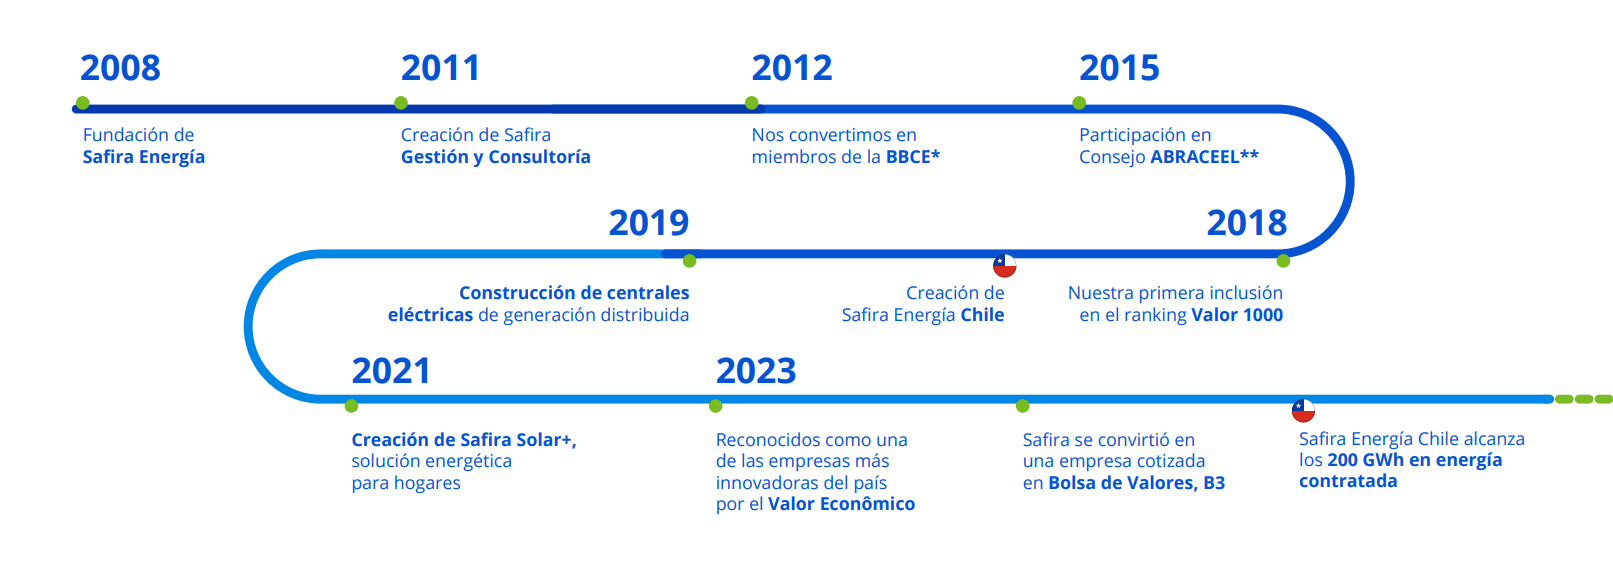 2008
Fundación de
Safira Energía
2011
Creación de Safira
Gestión y Consultoría
2012
Nos convertimos en
miembros de la BBCE*
2015
Participación en
Consejo ABRACEEL**
2018
Nuestra primera inclusión
en el ranking Valor 1000
Creación de
Safira Energía Chile
2019
Construcción de centrales
eléctricas de generación distribuida
2021
Creación de Safira Solar+,
solución energética
para hogares
2023
Reconocidos como una
de las empresas más
innovadoras del país
por el Valor Econômico
Safira se convirtió en
una empresa cotizada
en Bolsa de Valores, B3
Safira Energía Chile alcanza
los 200 GWh en energía
contratada